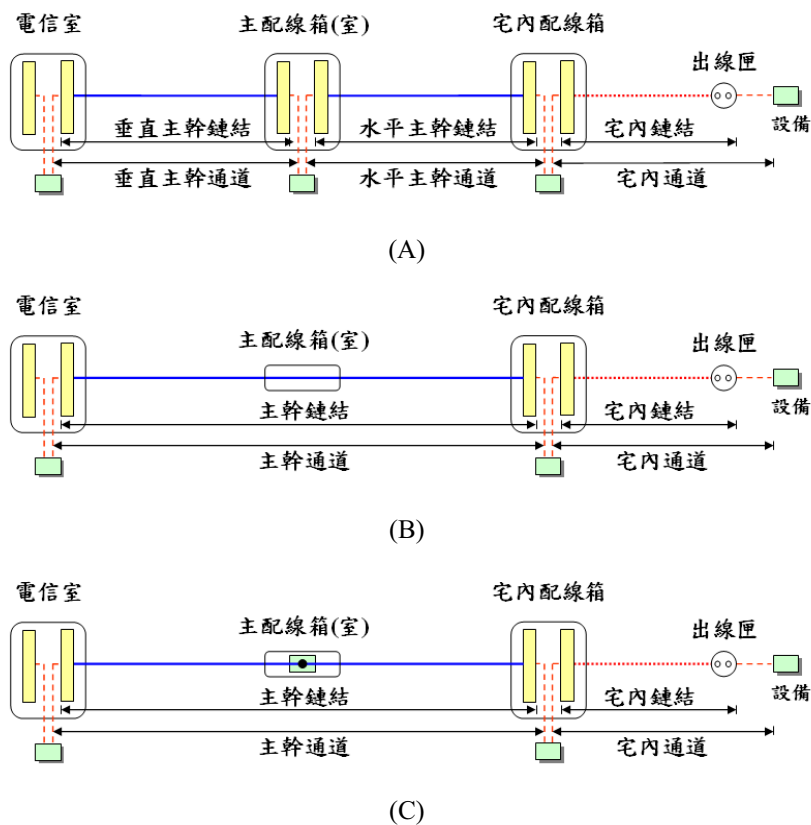 電信室 主配線箱(室) 宅內配線箱
出線匣
設備
垂直主幹鏈結 水平主幹鏈結 宅內鏈結
垂直主幹通道 水平主幹通道 宅內通道
(A)
電信室 宅內配線箱
主配線箱(室) 出線匣
設備
主幹鏈結 宅內鏈結
主幹通道 宅內通道
(B)
電信室 宅內配線箱
主配線箱(室) 出線匣
設備
主幹鏈結 宅內鏈結
主幹通道 宅內通道
(C)